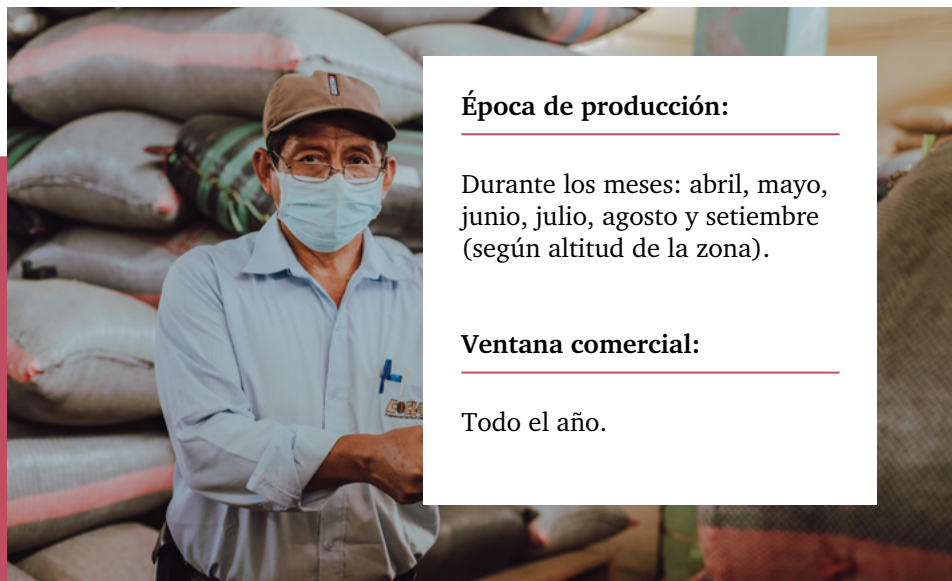 Época de producción:
Durante los meses: abril, mayo,
junio, julio, agosto y setiembre
(según altitud de la zona).
Ventana comercial:
Todo el año.